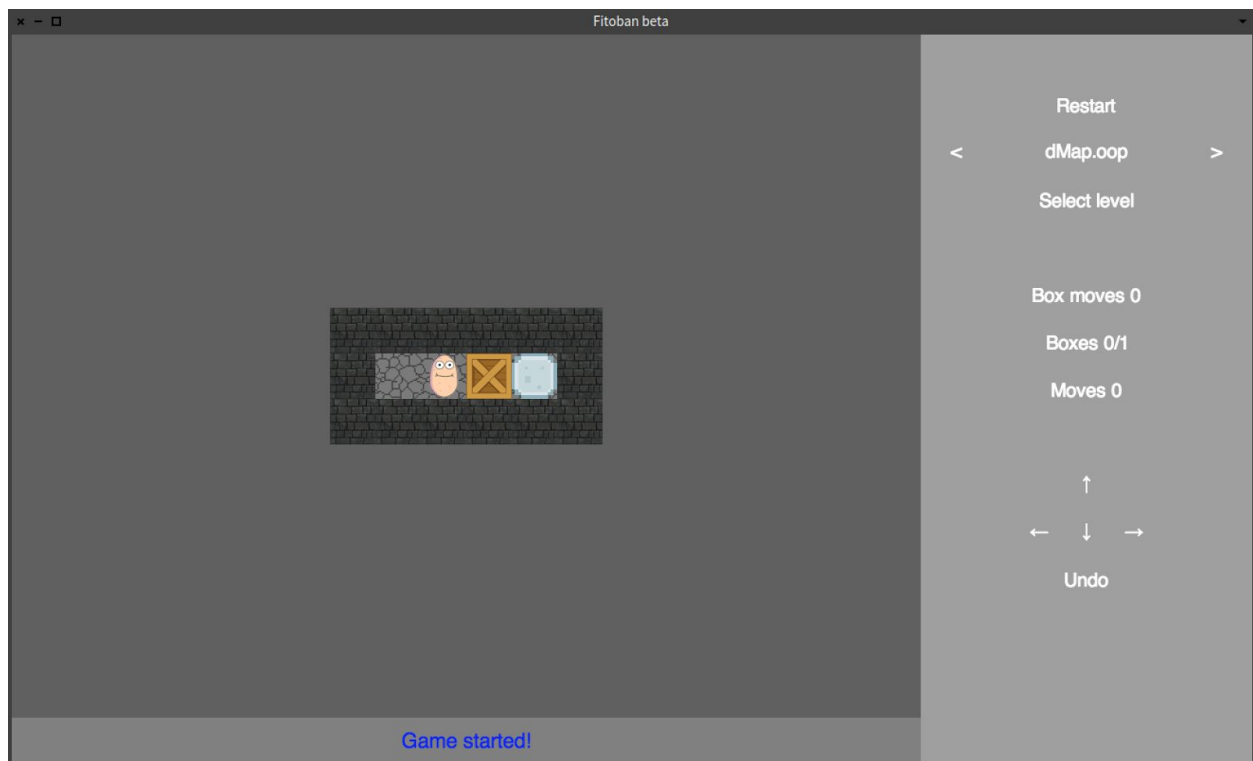 Fitoban beta
Restart
< dMap.oop >
Select level
Box moves 0
Boxes 0/1
Moves 0
↑
← ↓ →
Undo
Game started!